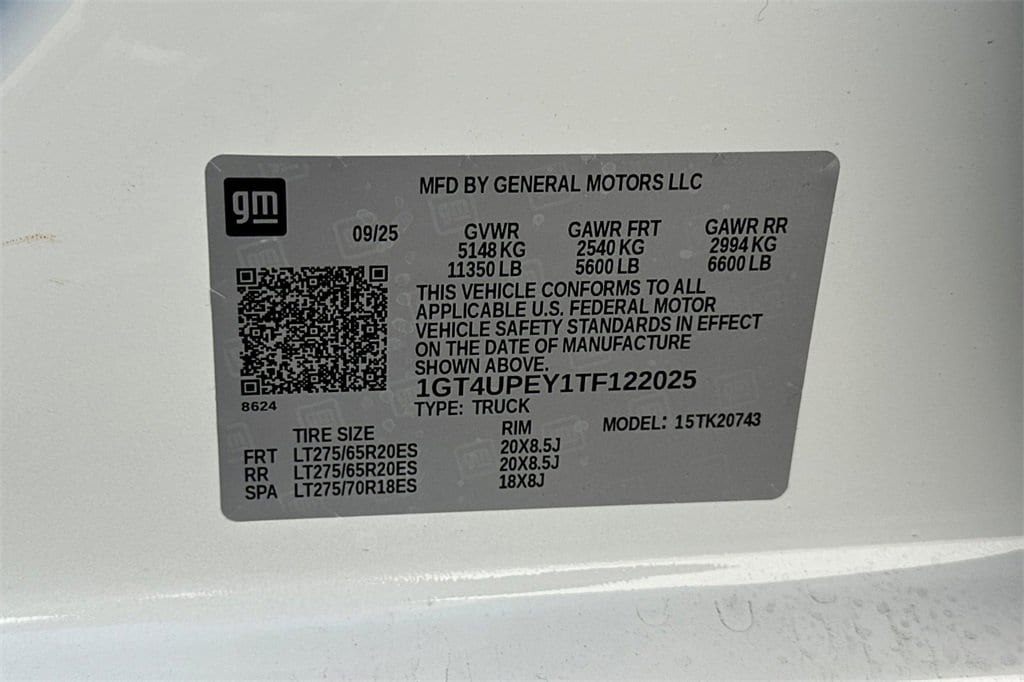 gm
MFD BY GENERAL MOTORS LLC
09/25 GVWR GAWR FRT GAWR RR
5148 KG 2540 KG 2994 KG
11350 LB 5600 LB 6600 LB
THIS VEHICLE CONFORMS TO ALL
APPLICABLE U.S. FEDERAL MOTOR
VEHICLE SAFETY STANDARDS IN EFFECT
ON THE DATE OF MANUFACTURE
SHOWN ABOVE.
1GT4UPEY1TF122025
8624
TYPE: TRUCK
MODEL: 15TK20743
TIRE SIZE RIM
FRT LT275/65R20ES 20X8.5J
RR LT275/65R20ES 20X8.5J
SPA LT275/70R18ES 18X8J